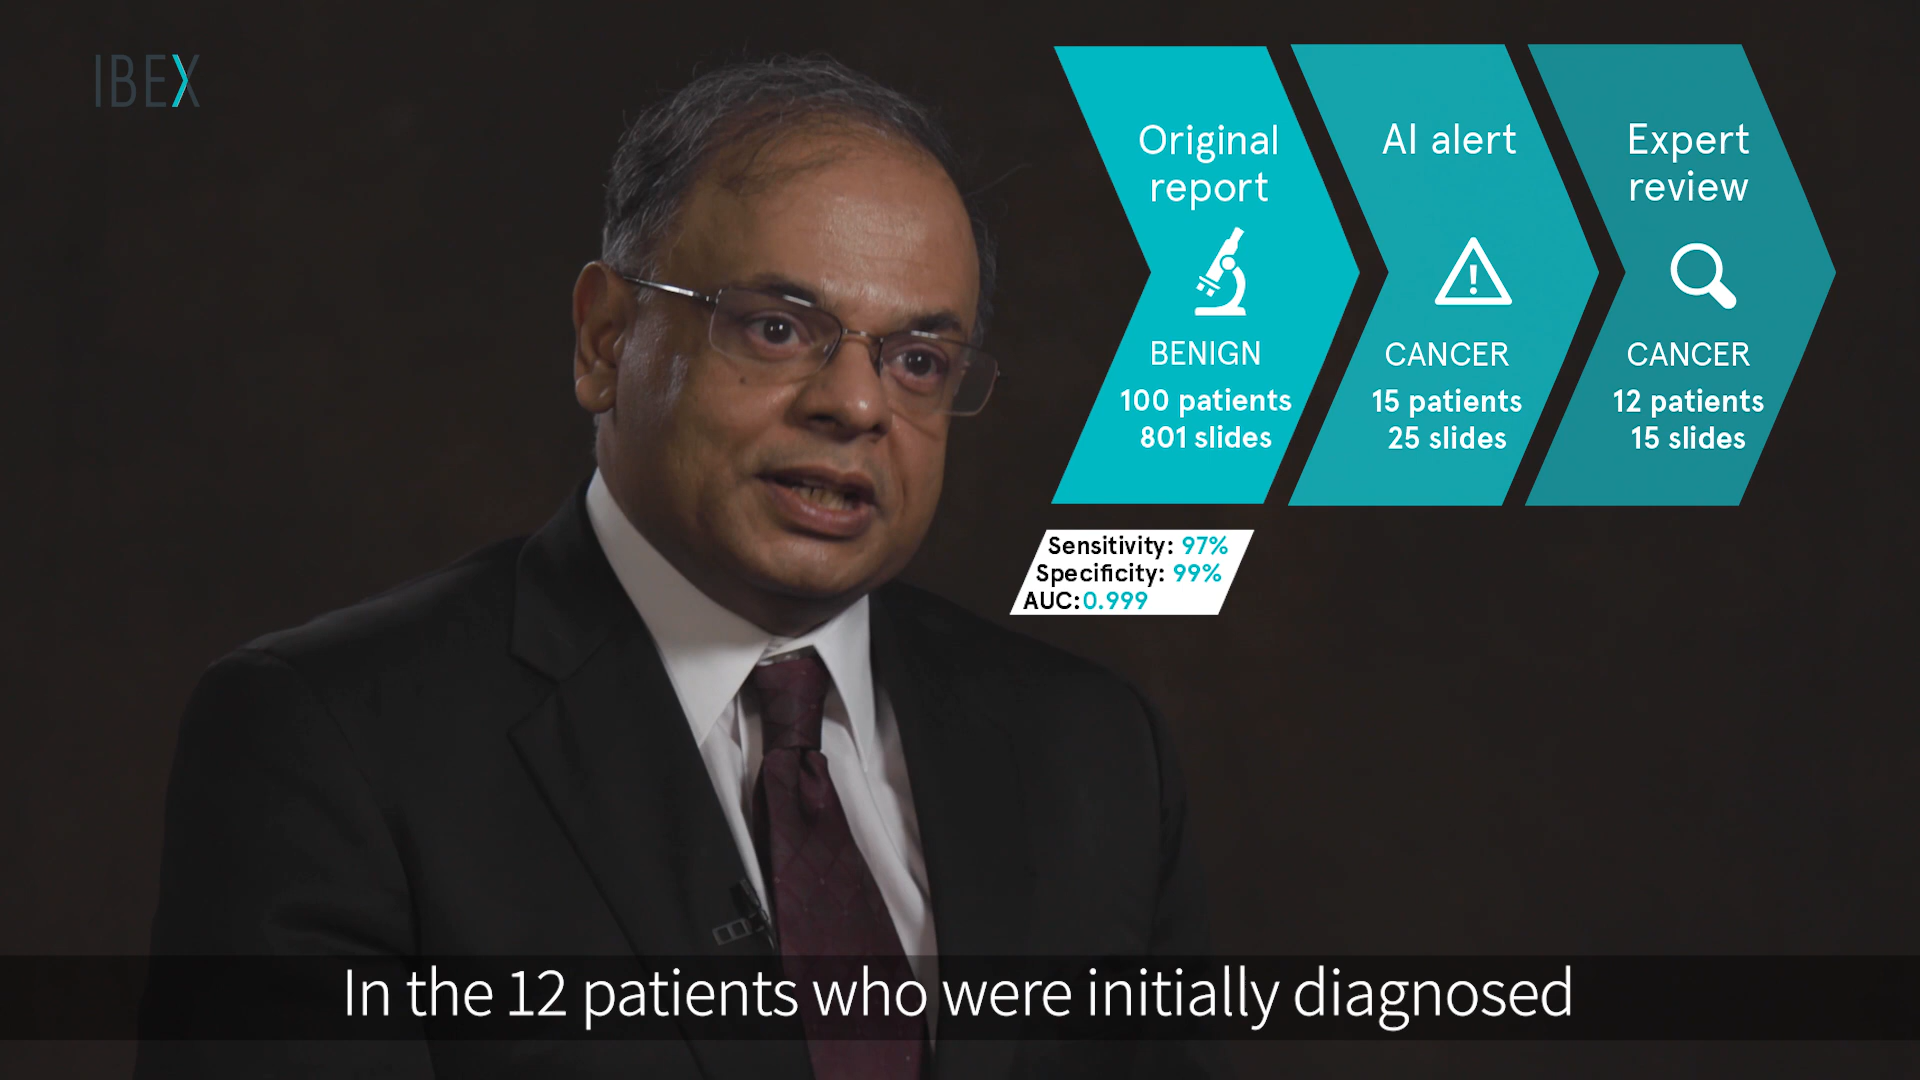 IBEX
Original
report
BENIGN
100 patients
801 slides
AI alert
CANCER
15 patients
25 slides
Expert
review
CANCER
12 patients
15 slides
Sensitivity: 97%
Specificity: 99%
AUC:0.999
In the 12 patients who were initially diagnosed